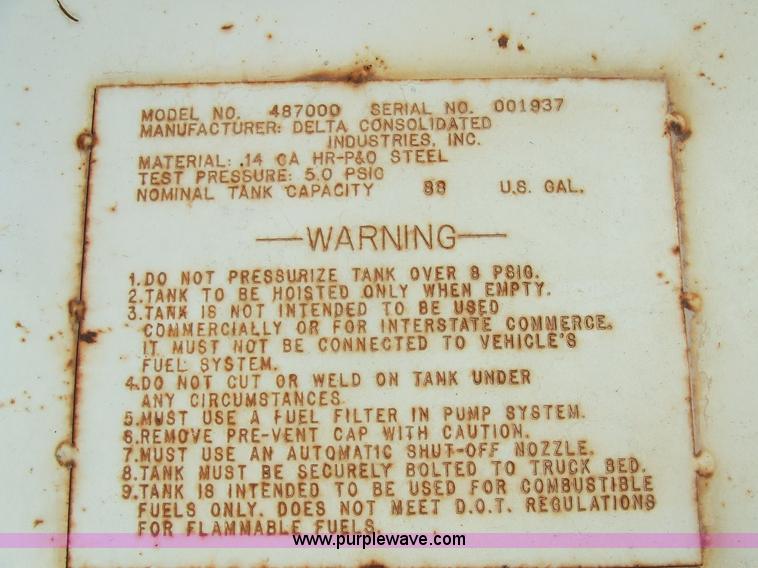 MODEL NO. 487000 SERIAL NO. 001937
MANUFACTURER: DELTA CONSOLIDATED
INDUSTRIES, INC.
MATERIAL: .14 GA HR-P&O STEEL
TEST PRESSURE: 5.0 PSIG
NOMINAL TANK CAPACITY 88 U.S. GAL.
WARNING
1. DO NOT PRESSURIZE TANK OVER 8 PSIG.
2. TANK TO BE HOISTED ONLY WHEN EMPTY.
3. TANK IS NOT INTENDED TO BE USED
COMMERCIALLY OR FOR INTERSTATE COMMERCE.
IT MUST NOT BE CONNECTED TO VEHICLE'S
FUEL SYSTEM.
4. DO NOT CUT OR WELD ON TANK UNDER
ANY CIRCUMSTANCES
5. MUST USE A FUEL FILTER IN PUMP SYSTEM.
6. REMOVE PRE-VENT CAP WITH CAUTION.
7. MUST USE AN AUTOMATIC SHUT-OFF NOZZLE.
8. TANK MUST BE SECURELY BOLTED TO TRUCK BED.
9. TANK IS INTENDED TO BE USED FOR COMBUSTIBLE
FUELS ONLY. DOES NOT MEET D.O.T. REGULATIONS
FOR FLAMMABLE FUELS.
www.purplewave.com